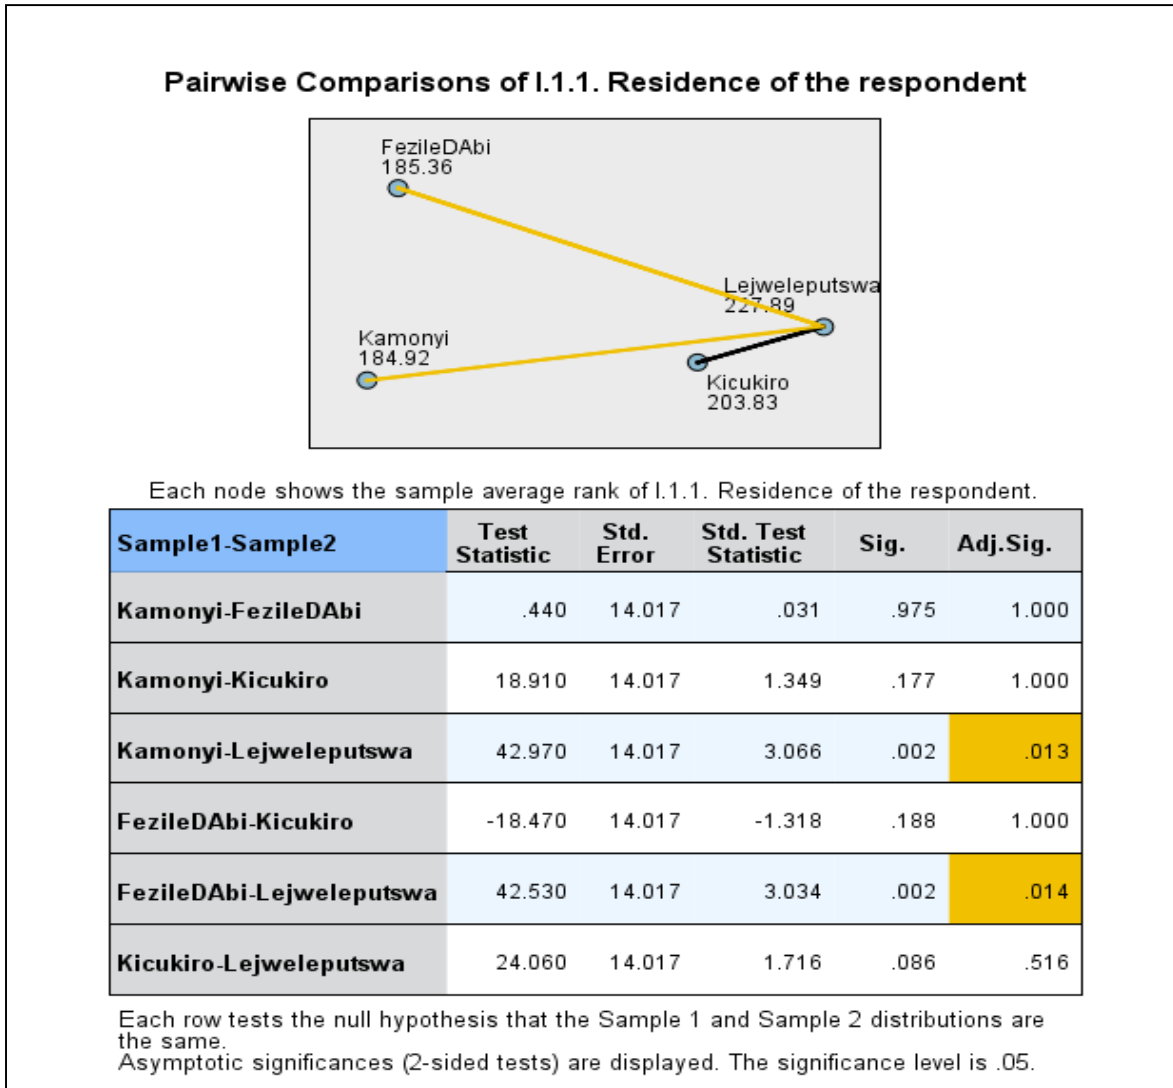 Pairwise Comparisons of I.1.1. Residence of the respondent
FezileDAbi
185.36
Lejweleputswa
227.89
Kamonyi
184.92
Kicukiro
203.83
Each node shows the sample average rank of I.1.1. Residence of the respondent.
Sample1-Sample2 Test Statistic Std. Error Std. Test Statistic Sig. Adj.Sig.
Kamonyi-FezileDAbi .440 14.017 .031 .975 1.000
Kamonyi-Kicukiro 18.910 14.017 1.349 .177 1.000
Kamonyi-Lejweleputswa 42.970 14.017 3.066 .002 .013
FezileDAbi-Kicukiro -18.470 14.017 -1.318 .188 1.000
FezileDAbi-Lejweleputswa 42.530 14.017 3.034 .002 .014
Kicukiro-Lejweleputswa 24.060 14.017 1.716 .086 .516
Each row tests the null hypothesis that the Sample 1 and Sample 2 distributions are
the same.
Asymptotic significances (2-sided tests) are displayed. The significance level is .05.